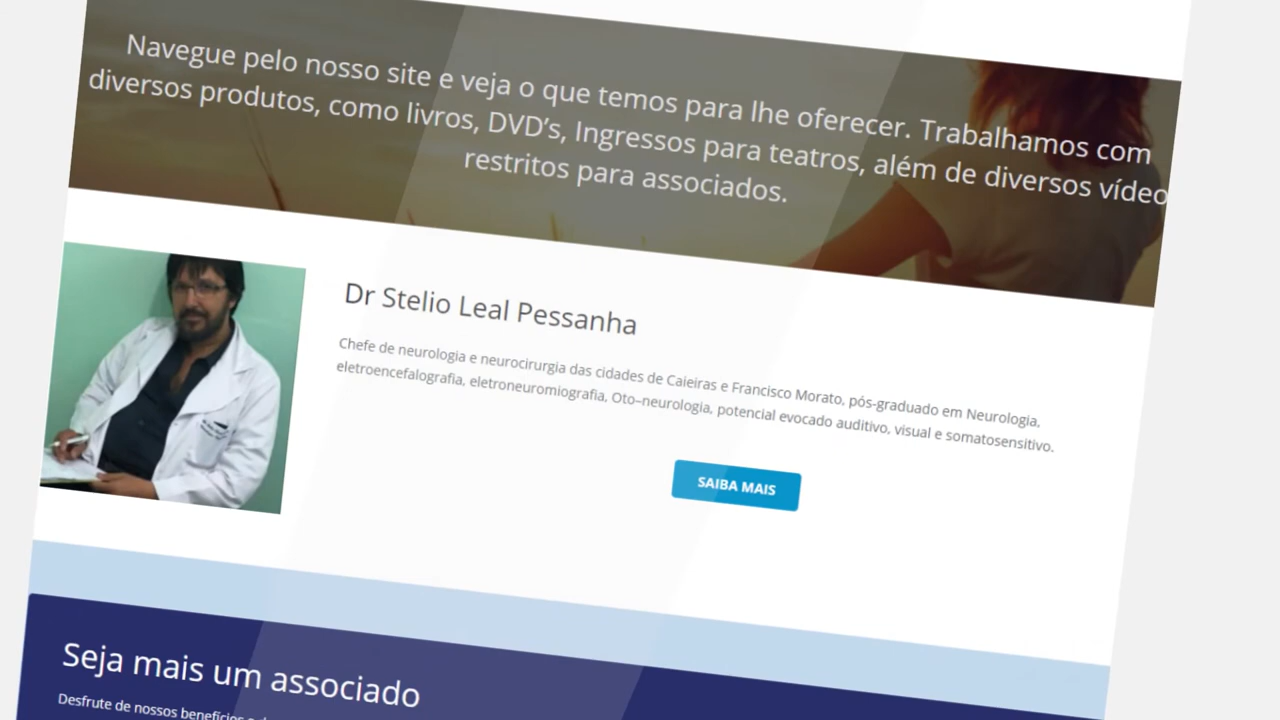 Navegue pelo nosso site e veja o que temos para lhe oferecer. Trabalhamos com
diversos produtos, como livros, DVD’s, Ingressos para teatros, além de diversos vídeo
restritos para associados.
Dr Stelio Leal Pessanha
Chefe de neurologia e neurocirurgia das cidades de Caieiras e Francisco Morato, pós-graduado em Neurologia,
eletroencefalografia, eletroneuromiografia, Oto–neurologia, potencial evocado auditivo, visual e somatosensitivo.
SAIBA MAIS
Seja mais um associado
Desfrute de nossos benefícios